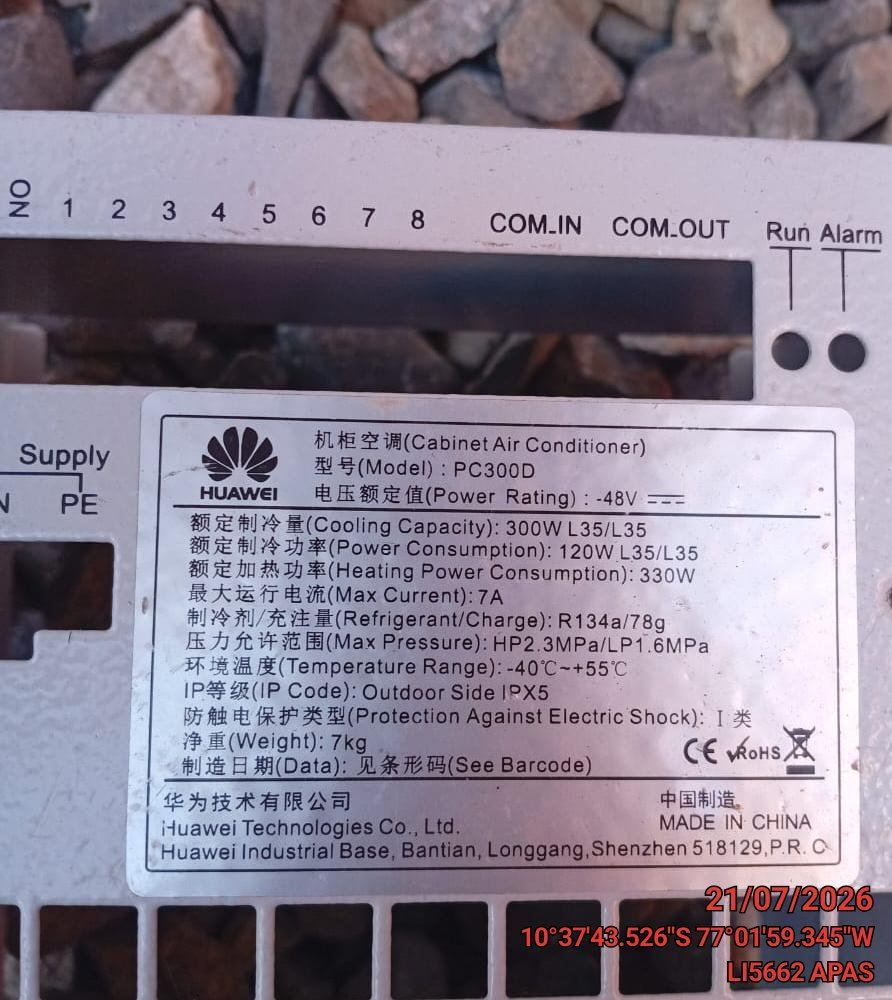 NO 1 2 3 4 5 6 7 8 COM_IN COM_OUT Run Alarm
Supply
N PE
HUAWEI
机柜空调(Cabinet Air Conditioner)
型号(Model) : PC300D
电压额定值(Power Rating) : -48V
额定制冷量(Cooling Capacity): 300W L35/L35
额定制冷功率(Power Consumption): 120W L35/L35
额定加热功率(Heating Power Consumption): 330W
最大运行电流(Max Current): 7A
制冷剂/充注量(Refrigerant/Charge): R134a/78g
压力允许范围(Max Pressure): HP2.3MPa/LP1.6MPa
环境温度(Temperature Range): -40℃~+55℃
IP等级(IP Code): Outdoor Side IPX5
防触电保护类型(Protection Against Electric Shock): I 类
净重(Weight): 7kg
制造日期(Data): 见条形码(See Barcode)
CE RoHS
华为技术有限公司
Huawei Technologies Co., Ltd.
Huawei Industrial Base, Bantian, Longgang,Shenzhen 518129,P.R. C
中国制造
MADE IN CHINA
21/07/2026
10°37'43.526"S 77°01'59.345"W
LI5662 APAS